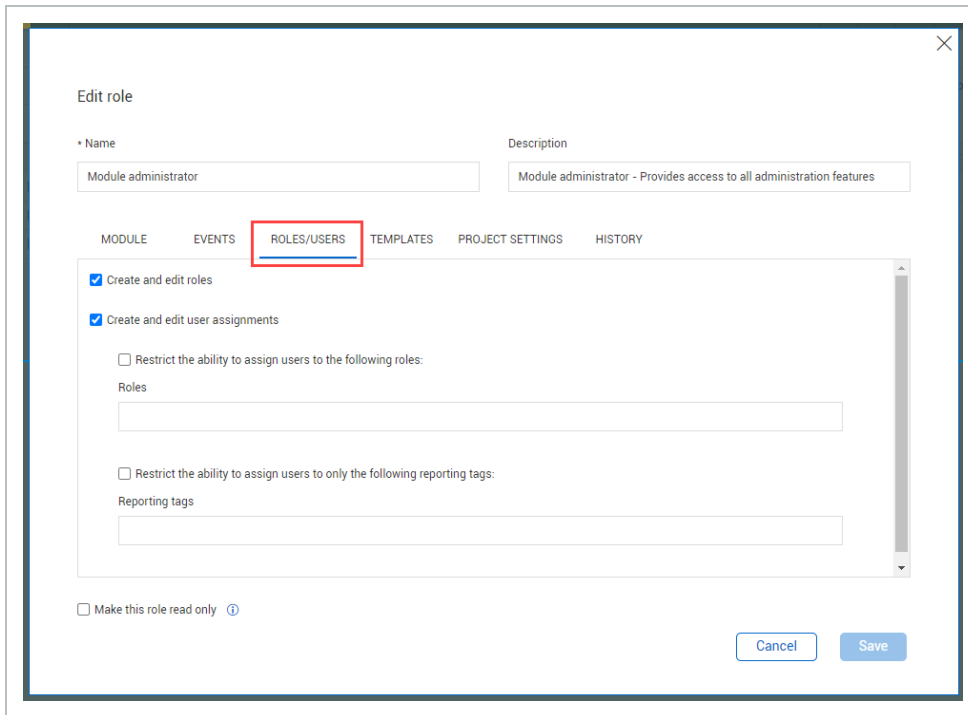 Edit role
* Name
Description
Module administrator
Module administrator - Provides access to all administration features
MODULE EVENTS ROLES/USERS TEMPLATES PROJECT SETTINGS HISTORY
Create and edit roles
Create and edit user assignments
Restrict the ability to assign users to the following roles:
Roles
Restrict the ability to assign users to only the following reporting tags:
Reporting tags
Make this role read only
Cancel Save